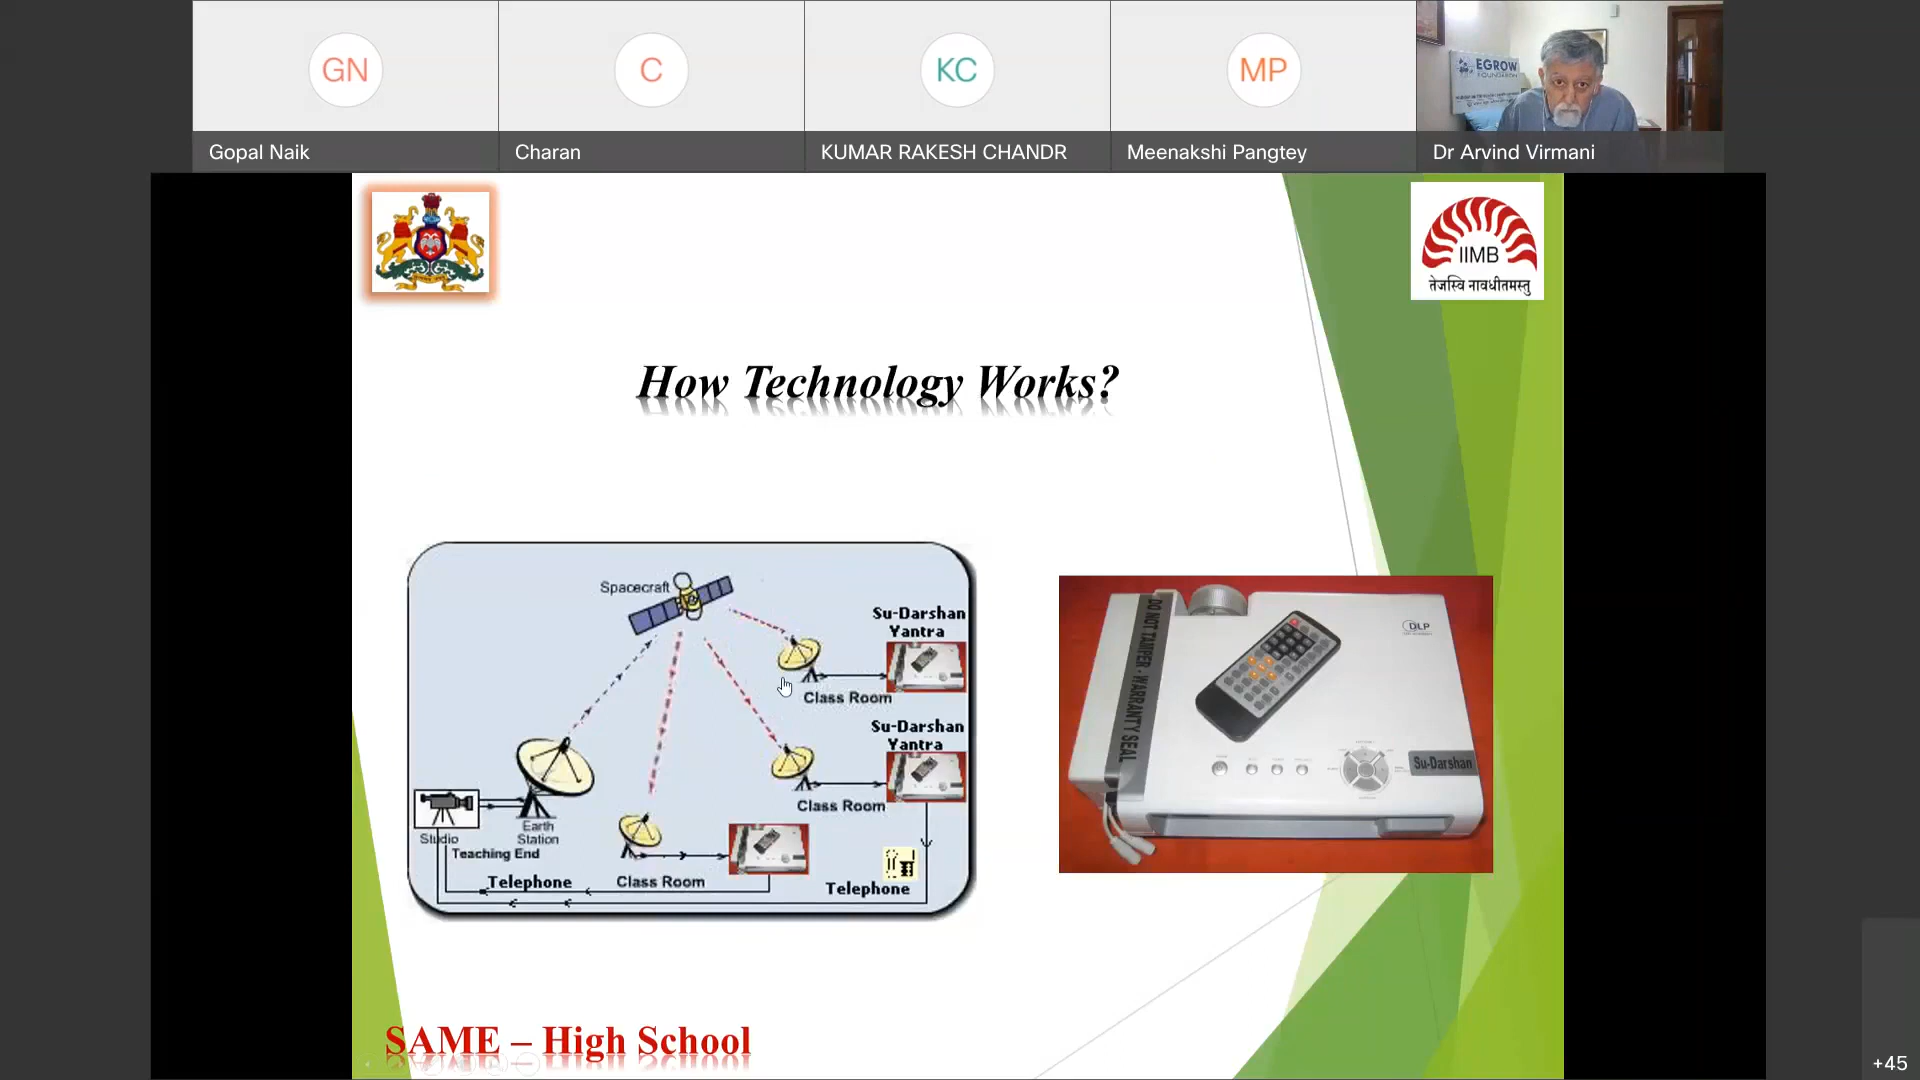 GN
C
KC
MP
EGROW
FOUNDATION
Gopal Naik
Charan
KUMAR RAKESH CHANDR
Meenakshi Pangtey
Dr Arvind Virmani
IIMB
तेजस्वि नावधीतमस्तु
How Technology Works?
Spacecraft
Su-Darshan
Yantra
Class Room
Su-Darshan
Yantra
Class Room
Studio
Earth
Station
Teaching End
Telephone
Class Room
Telephone
DO NOT TAMPER - WARRANTY SEAL
DLP
Su-Darshan
SAME – High School
+45